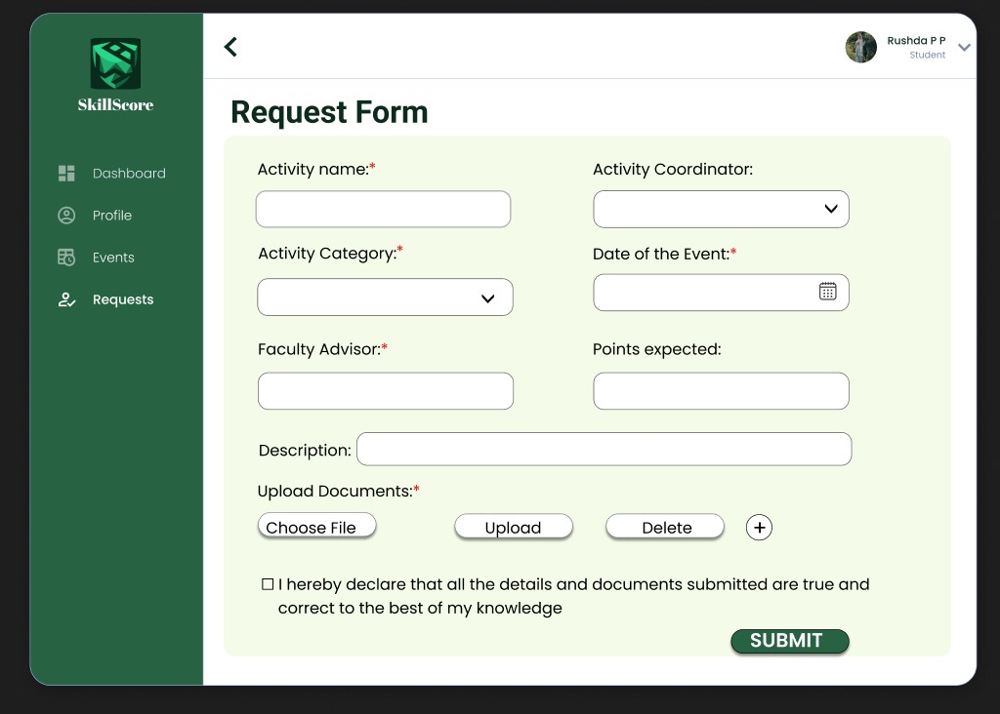 SkillScore
Dashboard
Profile
Events
Requests
Rushda P P
Student
Request Form
Activity name:*
Activity Coordinator:
Activity Category:*
Date of the Event:*
Faculty Advisor:*
Points expected:
Description:
Upload Documents:*
Choose File
Upload
Delete
+
I hereby declare that all the details and documents submitted are true and
correct to the best of my knowledge
SUBMIT